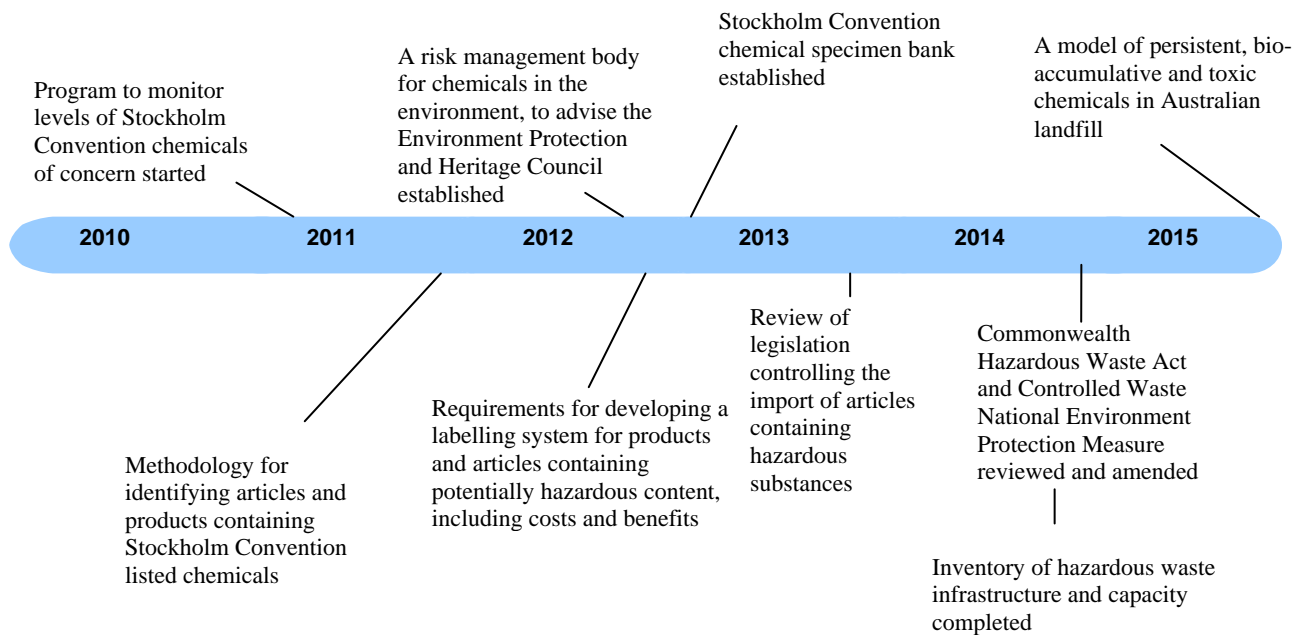 Program to monitor
levels of Stockholm
Convention chemicals
of concern started
A risk management body
for chemicals in the
environment, to advise the
Environment Protection
and Heritage Council
established
Stockholm Convention
chemical specimen bank
established
A model of persistent, bio-
accumulative and toxic
chemicals in Australian
landfill
2010 2011 2012 2013 2014 2015
Methodology for
identifying articles and
products containing
Stockholm Convention
listed chemicals
Requirements for developing a
labelling system for products
and articles containing
potentially hazardous content,
including costs and benefits
Review of
legislation
controlling the
import of articles
containing
hazardous
substances
Commonwealth
Hazardous Waste Act
and Controlled Waste
National Environment
Protection Measure
reviewed and amended
Inventory of hazardous waste
infrastructure and capacity
completed